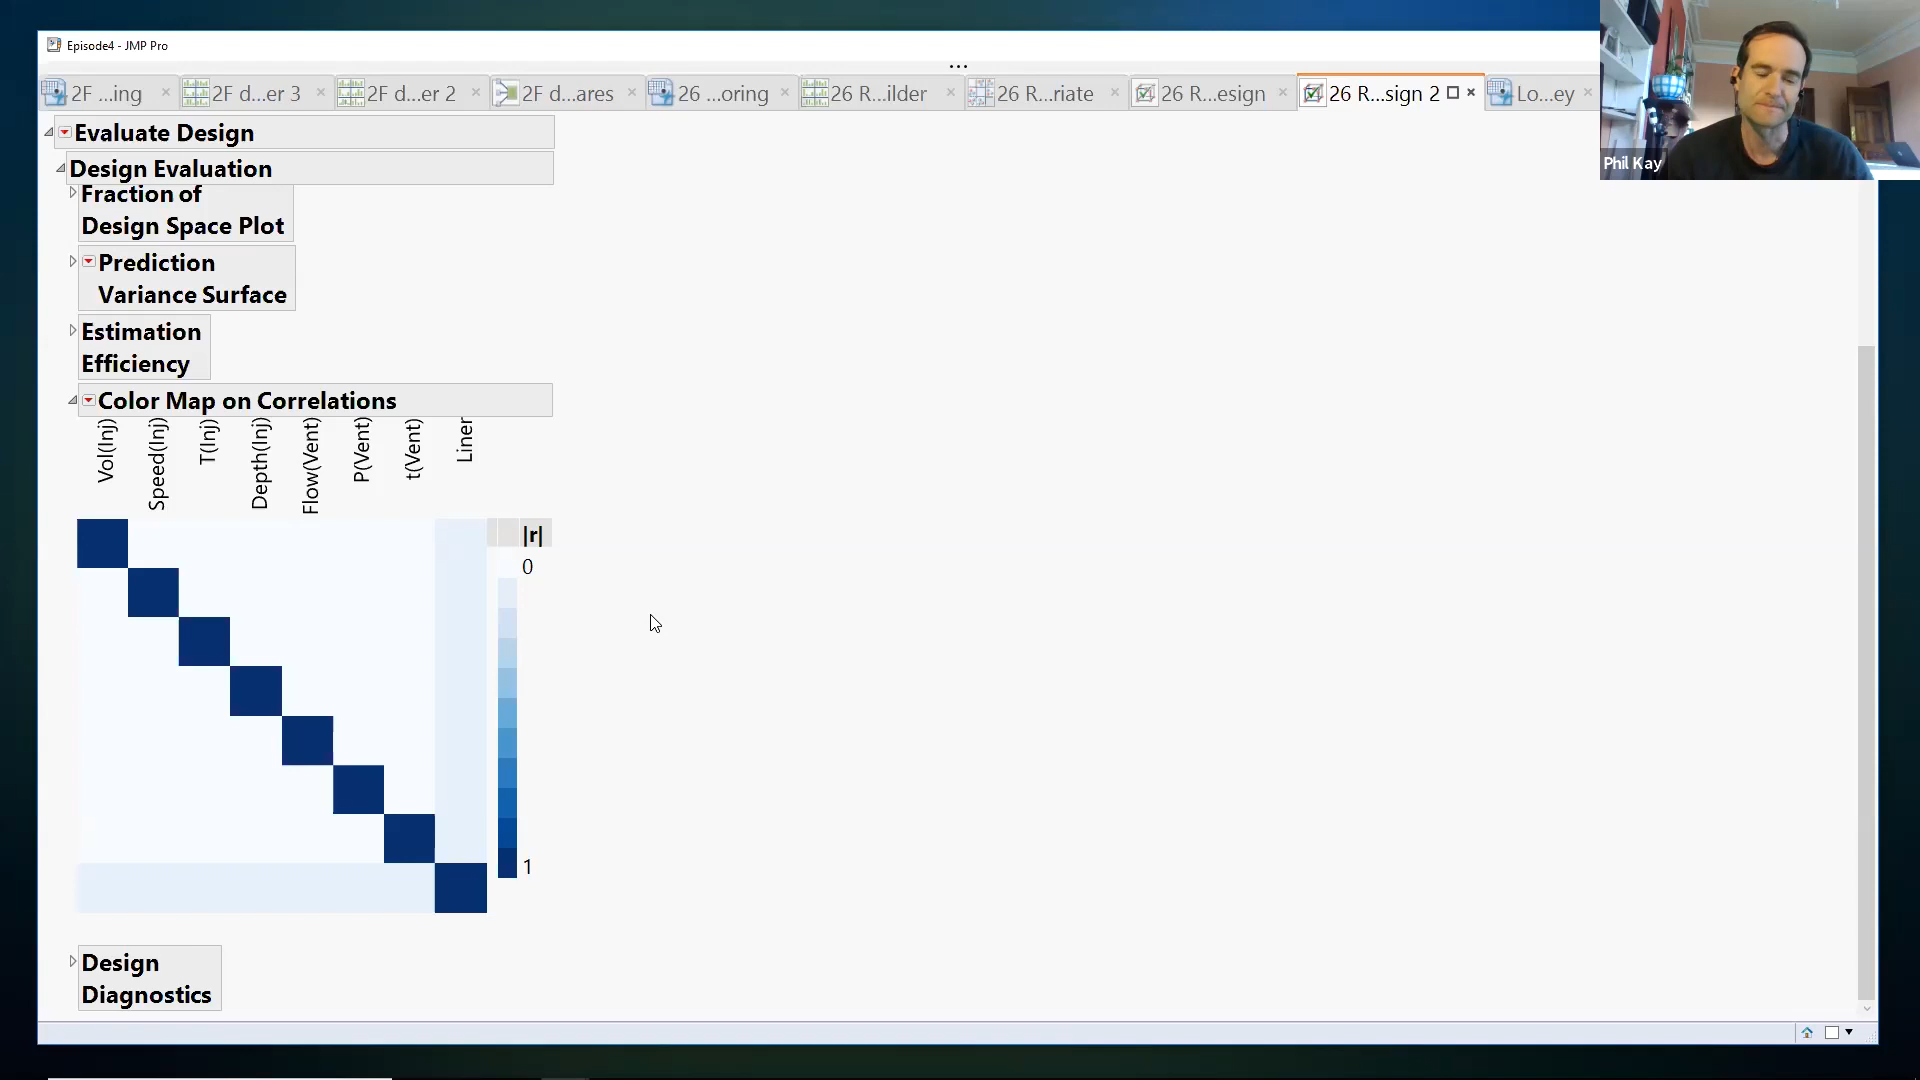 Episode4 - JMP Pro
...
2F ...ing
2F d...er 3
2F d...er 2
2F d...ares
26 ...oring
26 R...ilder
26 R...riate
26 R...esign
26 R...sign 2
Lo...ey
Phil Kay
Evaluate Design
Design Evaluation
Fraction of
Design Space Plot
Prediction
Variance Surface
Estimation
Efficiency
Color Map on Correlations
Vol(Inj)
Speed(Inj)
T(Inj)
Depth(Inj)
Flow(Vent)
P(Vent)
t(Vent)
Liner
|r|
0
1
Design
Diagnostics